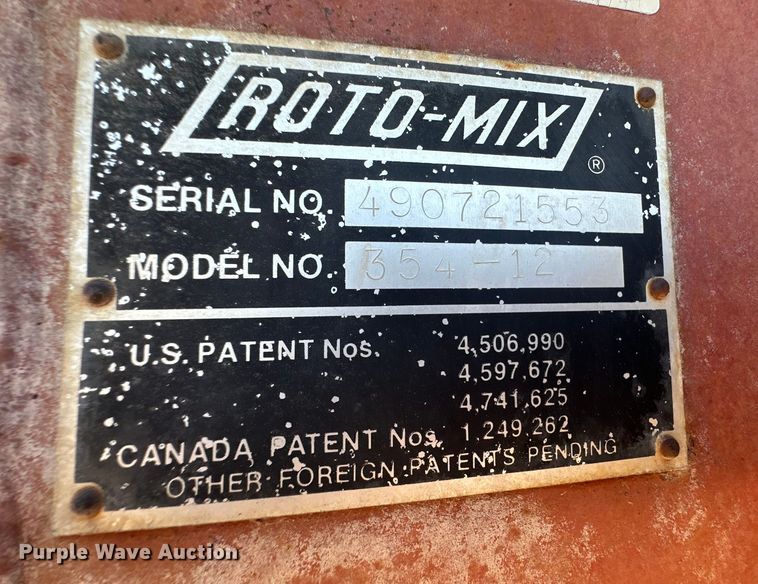 ROTO-MIX
®
SERIAL NO. 490721553
MODEL NO. 354-12
U.S. PATENT Nos. 4,506,990
4,597,672
4,741,625
CANADA PATENT Nos. 1,249,262
OTHER FOREIGN PATENTS PENDING
Purple Wave Auction